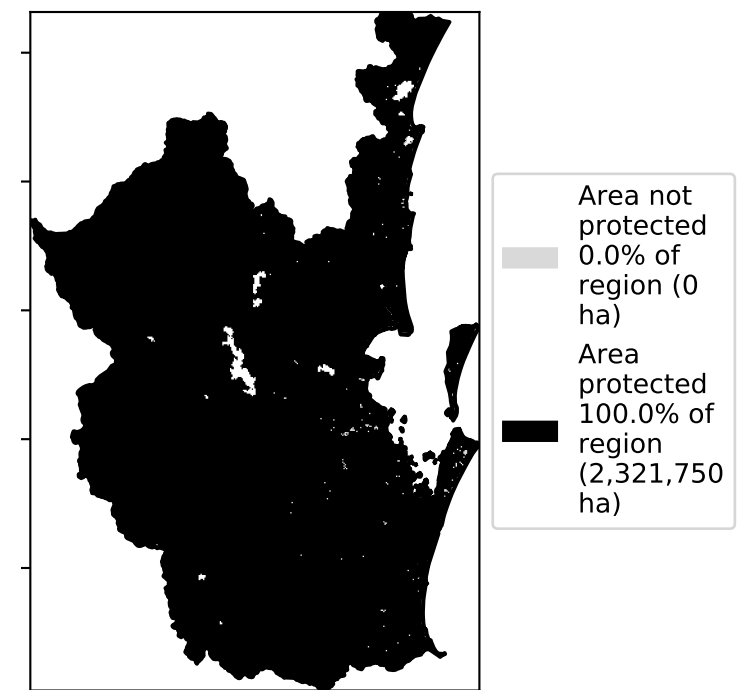 Area not
protected
0.0% of
region (0
ha)
Area
protected
100.0% of
region
(2,321,750
ha)